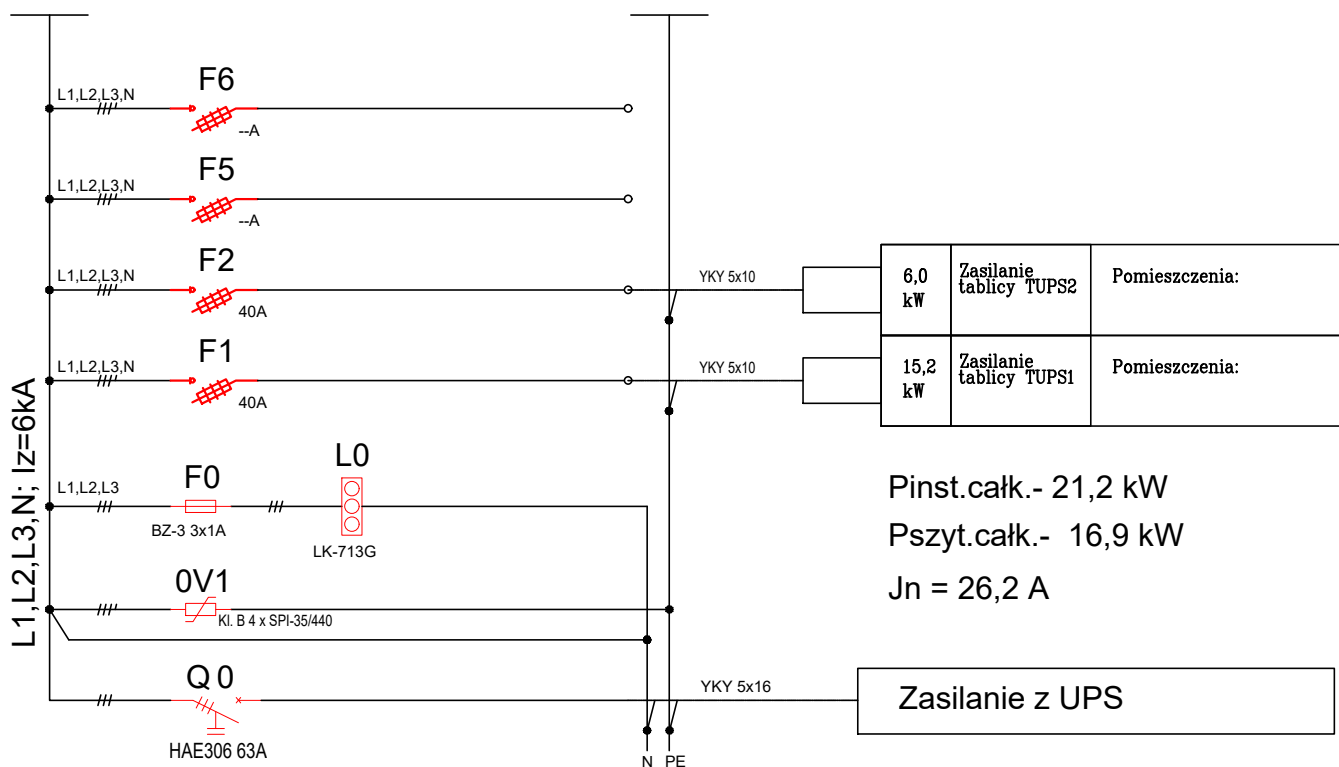 F6
L1,L2,L3,N
--A
F5
L1,L2,L3,N
--A
F2
L1,L2,L3,N
40A
YKY 5x10
6,0 kW
Zasilanie tablicy TUPS2
Pomieszczenia:
F1
L1,L2,L3,N
40A
YKY 5x10
15,2 kW
Zasilanie tablicy TUPS1
Pomieszczenia:
L1,L2,L3,N; Iz=6kA
F0
L1,L2,L3
BZ-3 3x1A
L0
LK-713G
Pinst.całk.- 21,2 kW
Pszyt.całk.- 16,9 kW
Jn = 26,2 A
0V1
Kl. B 4 x SPI-35/440
Q 0
HAE306 63A
YKY 5x16
Zasilanie z UPS
N PE